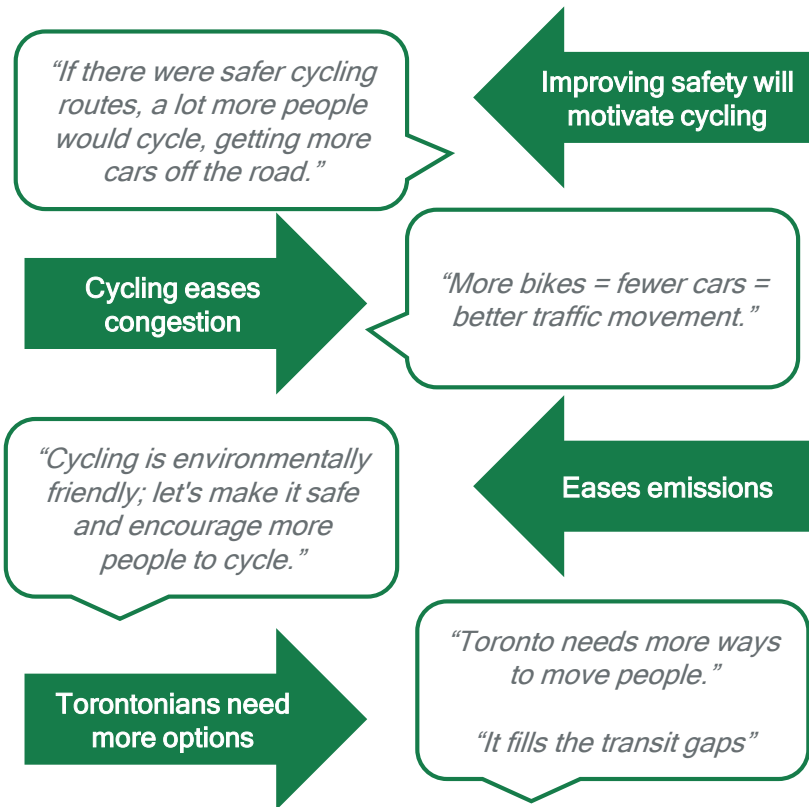 “If there were safer cycling
routes, a lot more people
would cycle, getting more
cars off the road.”
Improving safety will
motivate cycling
Cycling eases
congestion
“More bikes = fewer cars =
better traffic movement.”
“Cycling is environmentally
friendly; let's make it safe
and encourage more
people to cycle.”
Eases emissions
Torontonians need
more options
“Toronto needs more ways
to move people.”
“It fills the transit gaps”